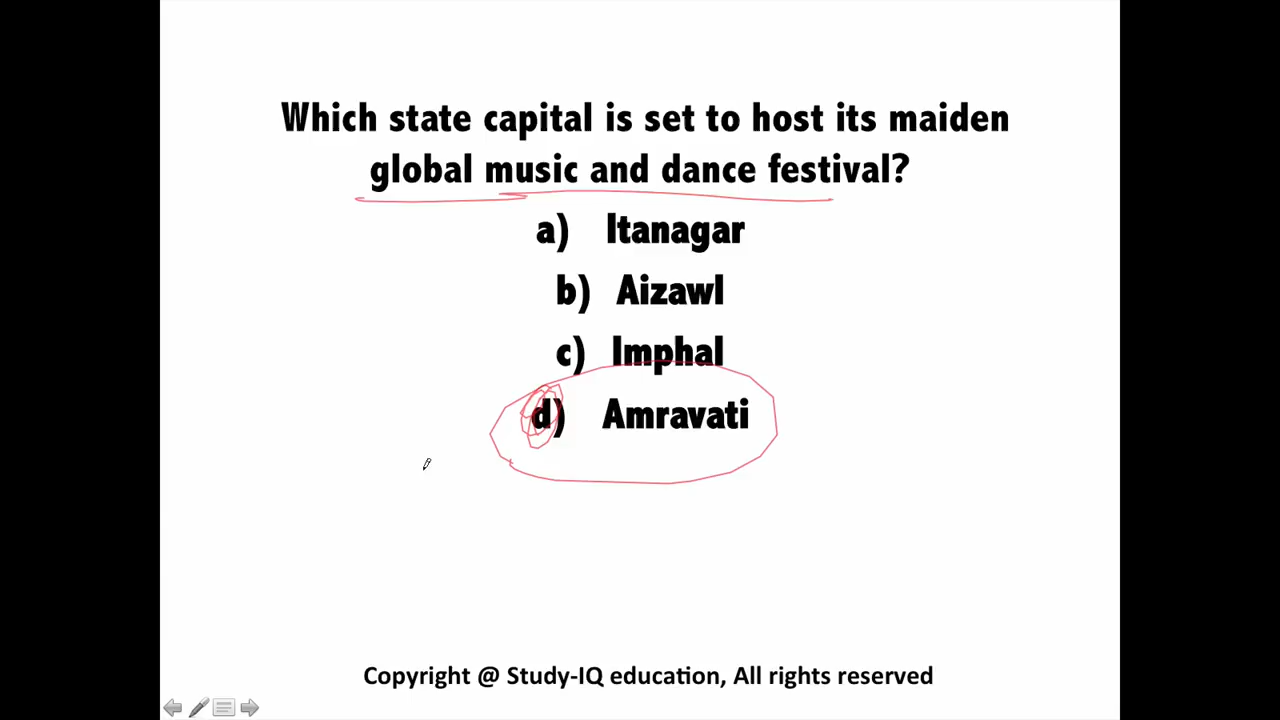 Which state capital is set to host its maiden
global music and dance festival?
a) Itanagar
b) Aizawl
c) Imphal
d) Amravati
Copyright @ Study-IQ education, All rights reserved